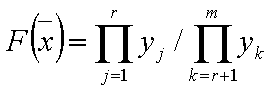 F(x̄) = ∏_{j=1}^{r} y_j / ∏_{k=r+1}^{m} y_k